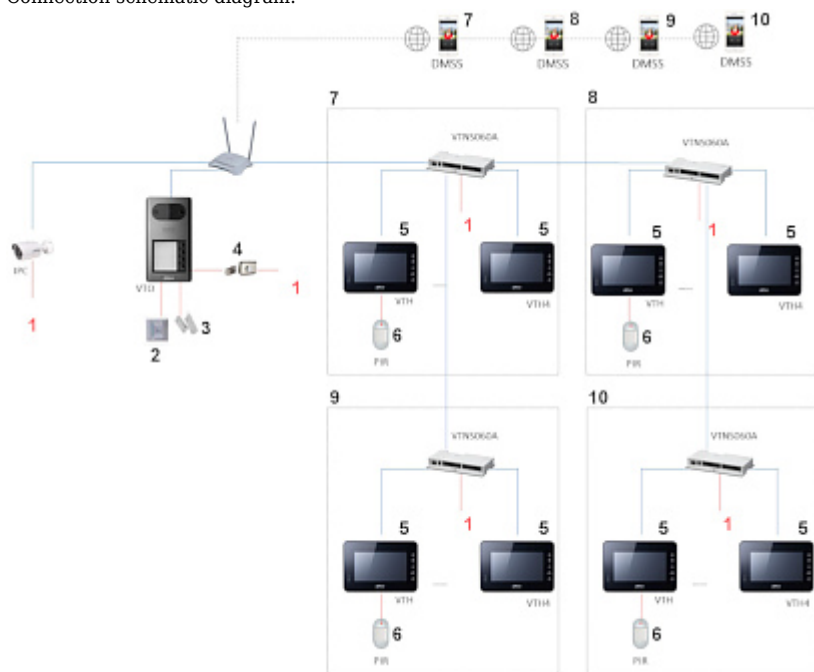 Connection schematic diagram:
7 8 9 10
DMSS DMSS DMSS DMSS
7 8
VTNS060A VTNS060A
1 1
5 5 5 5
IPC
4
VTO
1
1
2 3
VTH VTH4 VTH VTH4
6 6
PIR PIR
9 10
VTNS060A VTNS060A
1 1
5 5 5 5
VTH VTH4 VTH VTH4
6 6
PIR PIR